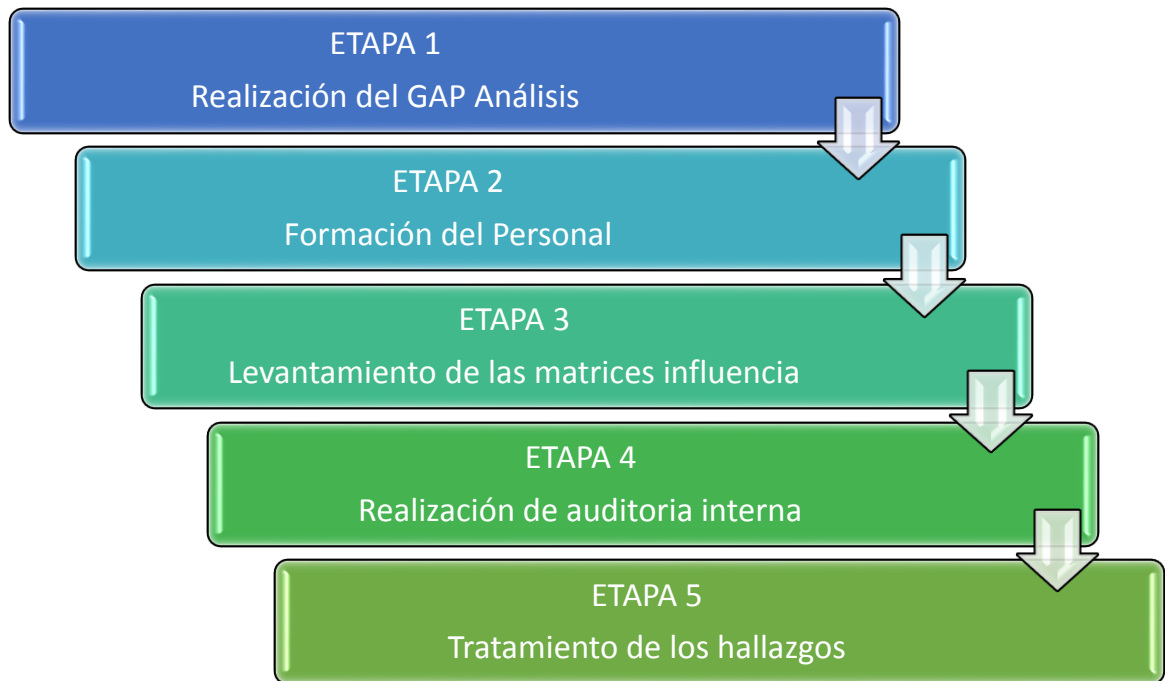 ETAPA 1
Realización del GAP Análisis
ETAPA 2
Formación del Personal
ETAPA 3
Levantamiento de las matrices influencia
ETAPA 4
Realización de auditoria interna
ETAPA 5
Tratamiento de los hallazgos